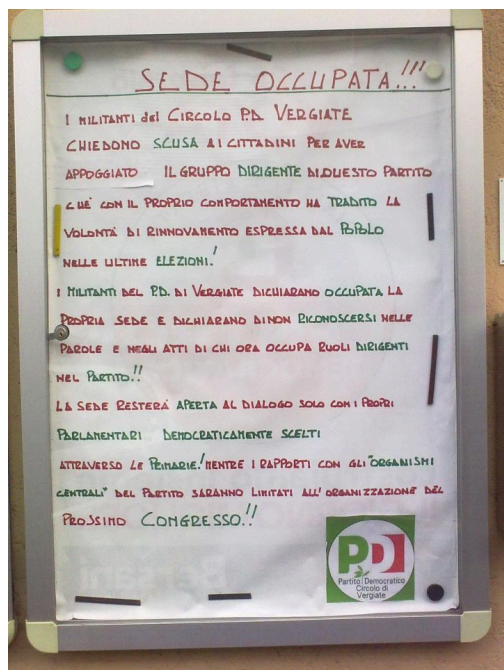 SEDE OCCUPATA...!!!
I MILITANTI del CIRCOLO P.D. VERGIATE
CHIEDONO SCUSA AI CITTADINI PER AVER
APPOGGIATO IL GRUPPO DIRIGENTE DI QUESTO PARTITO
CHE CON IL PROPRIO COMPORTAMENTO HA TRADITO LA
VOLONTÀ DI RINNOVAMENTO ESPRESSA DAL POPOLO
NELLE ULTIME ELEZIONI.!
I MILITANTI DEL P.D. DI VERGIATE DICHIARANO OCCUPATA LA
PROPRIA SEDE E DICHIARANO DI NON RICONOSCERSI NELLE
PAROLE E NEGLI ATTI DI CHI ORA OCCUPA RUOLI DIRIGENTI
NEL PARTITO.!!
LA SEDE RESTERÀ APERTA AL DIALOGO SOLO CON I PROPRI
PARLAMENTARI DEMOCRATICAMENTE SCELTI
ATTRAVERSO LE PRIMARIE.! MENTRE I RAPPORTI CON GLI "ORGANISMI
CENTRALI" DEL PARTITO SARANNO LIMITATI ALL'ORGANIZZAZIONE DEL
PROSSIMO CONGRESSO.!!
PD
Partito Democratico
Circolo di
Vergiate